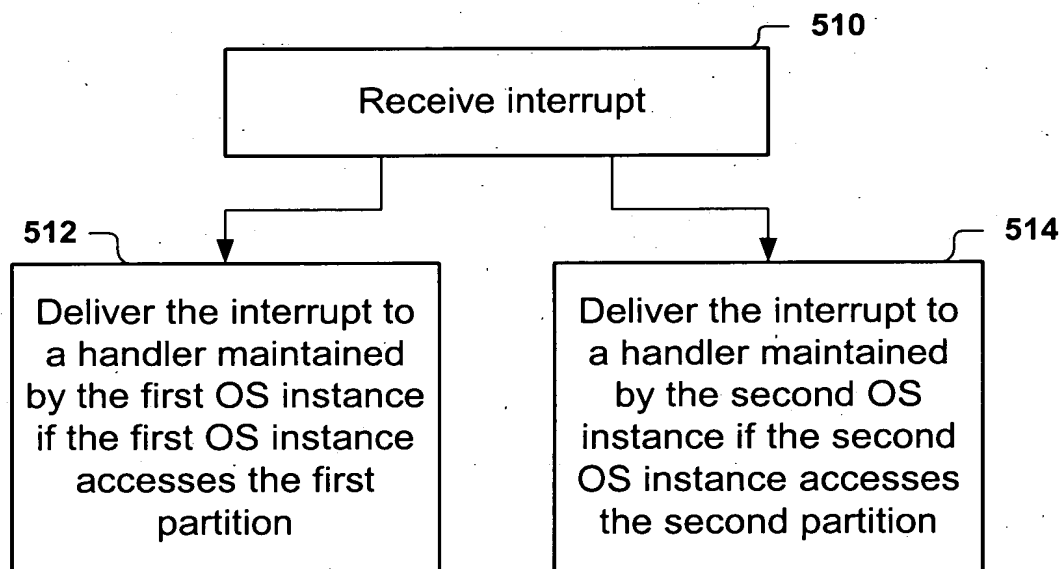 510
Receive interrupt
512
514
Deliver the interrupt to
a handler maintained
by the first OS instance
if the first OS instance
accesses the first
partition
Deliver the interrupt to
a handler maintained
by the second OS
instance if the second
OS instance accesses
the second partition